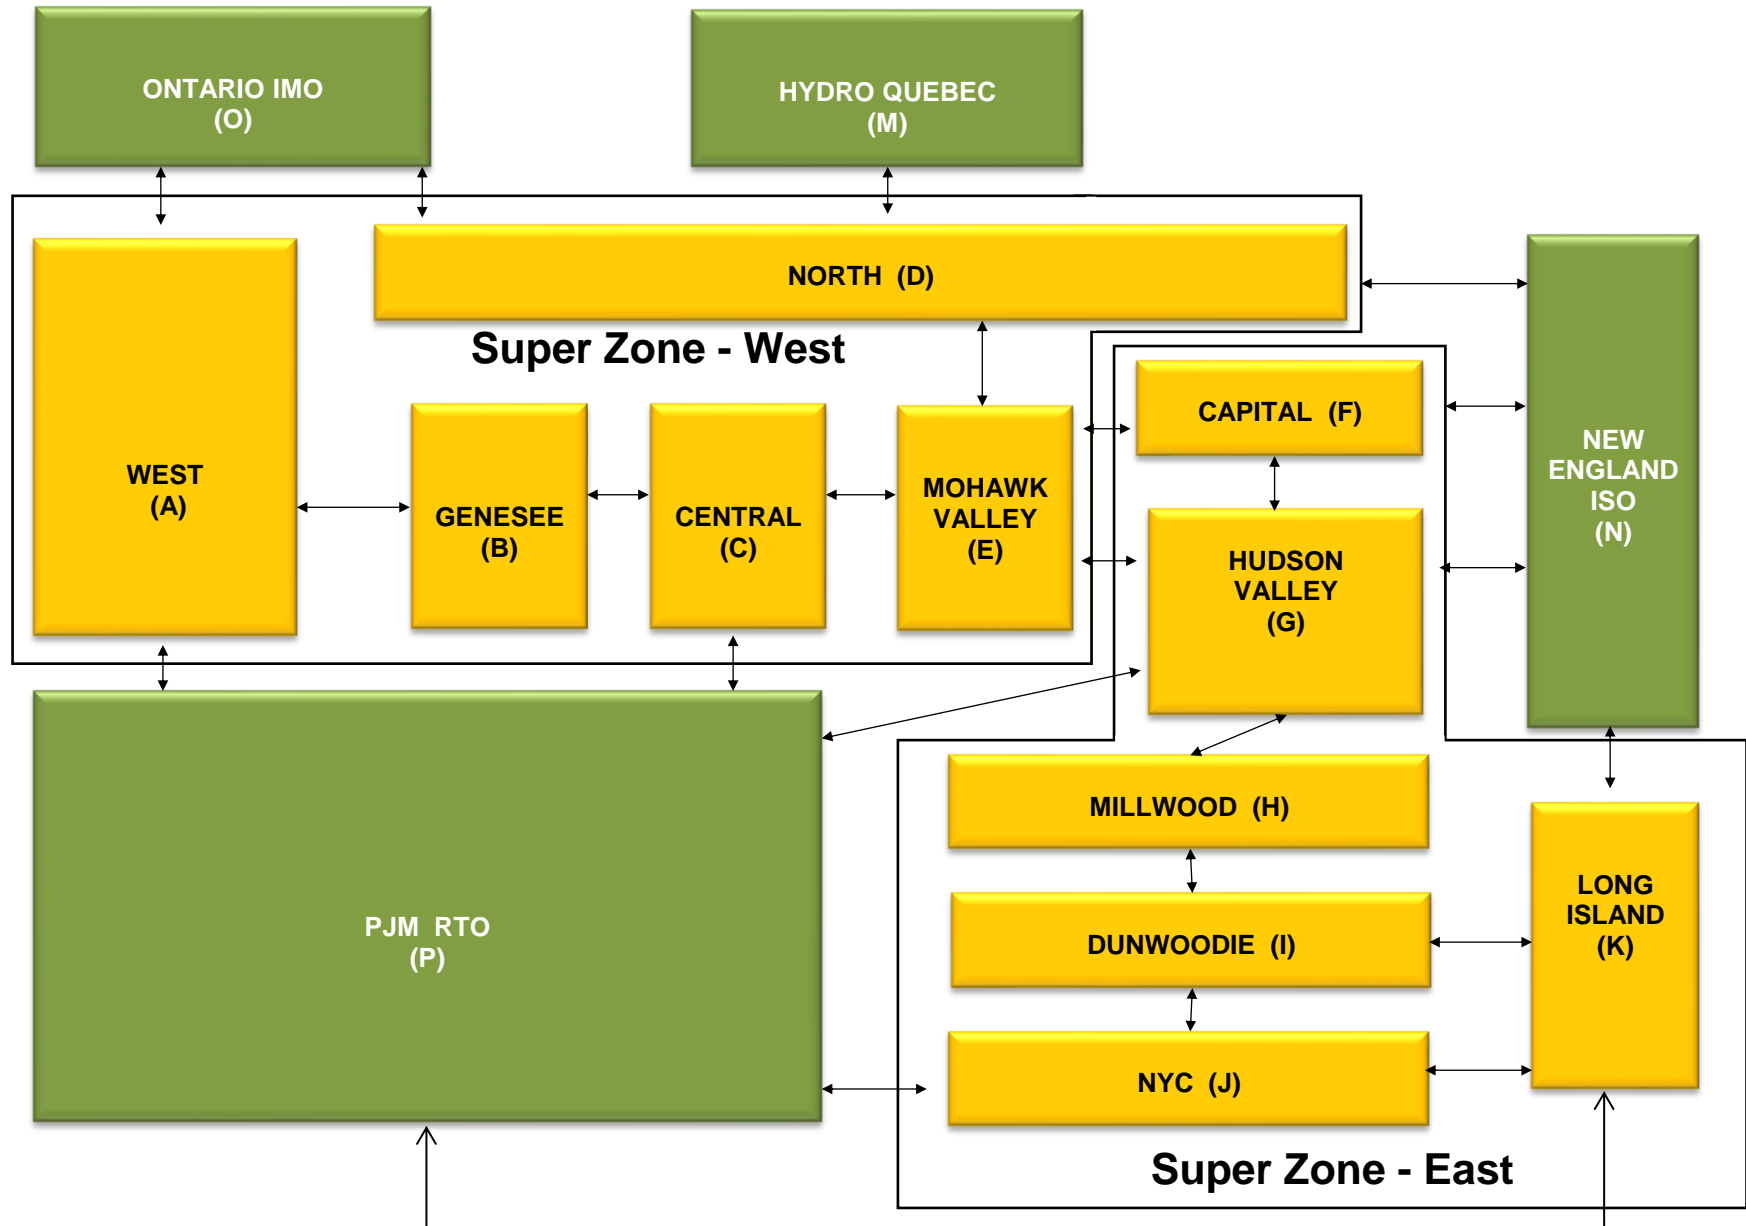 ONTARIO IMO
(O)
HYDRO QUEBEC
(M)
NORTH (D)
Super Zone - West
WEST
(A)
GENESEE
(B)
CENTRAL
(C)
MOHAWK
VALLEY
(E)
CAPITAL (F)
HUDSON
VALLEY
(G)
NEW
ENGLAND
ISO
(N)
PJM RTO
(P)
MILLWOOD (H)
DUNWOODIE (I)
NYC (J)
LONG
ISLAND
(K)
Super Zone - East